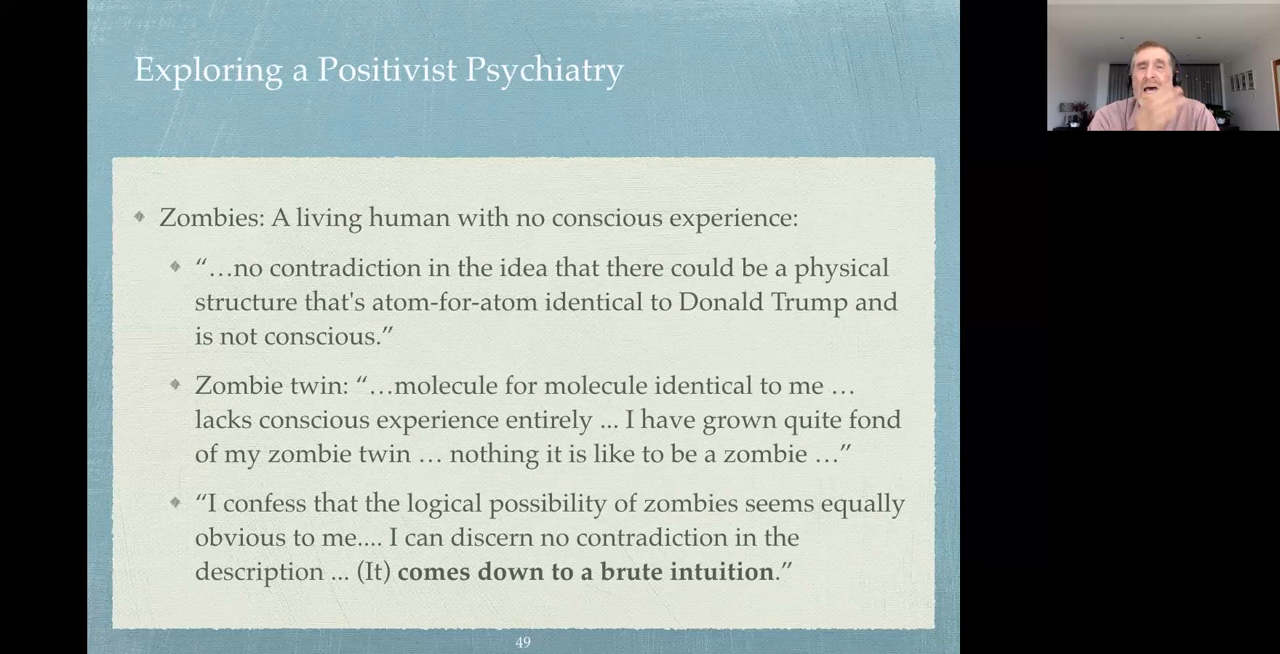 Exploring a Positivist Psychiatry
Zombies: A living human with no conscious experience:
“…no contradiction in the idea that there could be a physical
structure that's atom-for-atom identical to Donald Trump and
is not conscious.”
Zombie twin: “…molecule for molecule identical to me …
lacks conscious experience entirely ... I have grown quite fond
of my zombie twin … nothing it is like to be a zombie …”
“I confess that the logical possibility of zombies seems equally
obvious to me.... I can discern no contradiction in the
description ... (It) comes down to a brute intuition.”
49